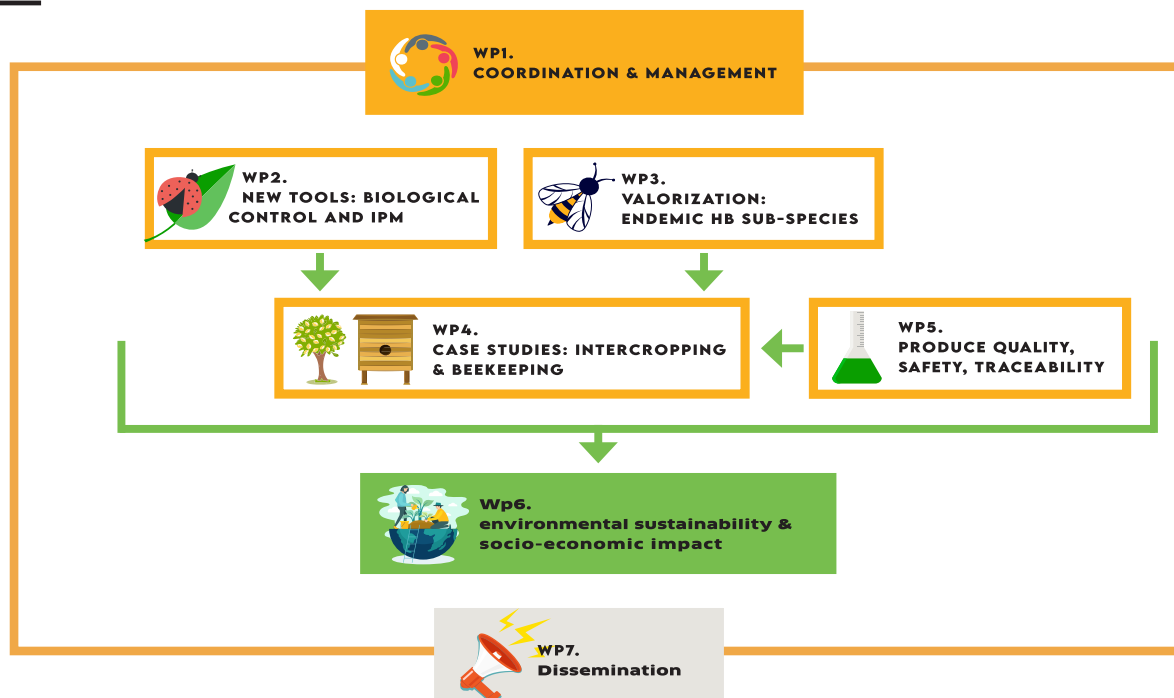 WP1.
COORDINATION & MANAGEMENT
WP2.
NEW TOOLS: BIOLOGICAL
CONTROL AND IPM
WP3.
VALORIZATION:
ENDEMIC HB SUB-SPECIES
WP4.
CASE STUDIES: INTERCROPPING
& BEEKEEPING
WP5.
PRODUCE QUALITY,
SAFETY, TRACEABILITY
Wp6.
environmental sustainability &
socio-economic impact
WP7.
Dissemination